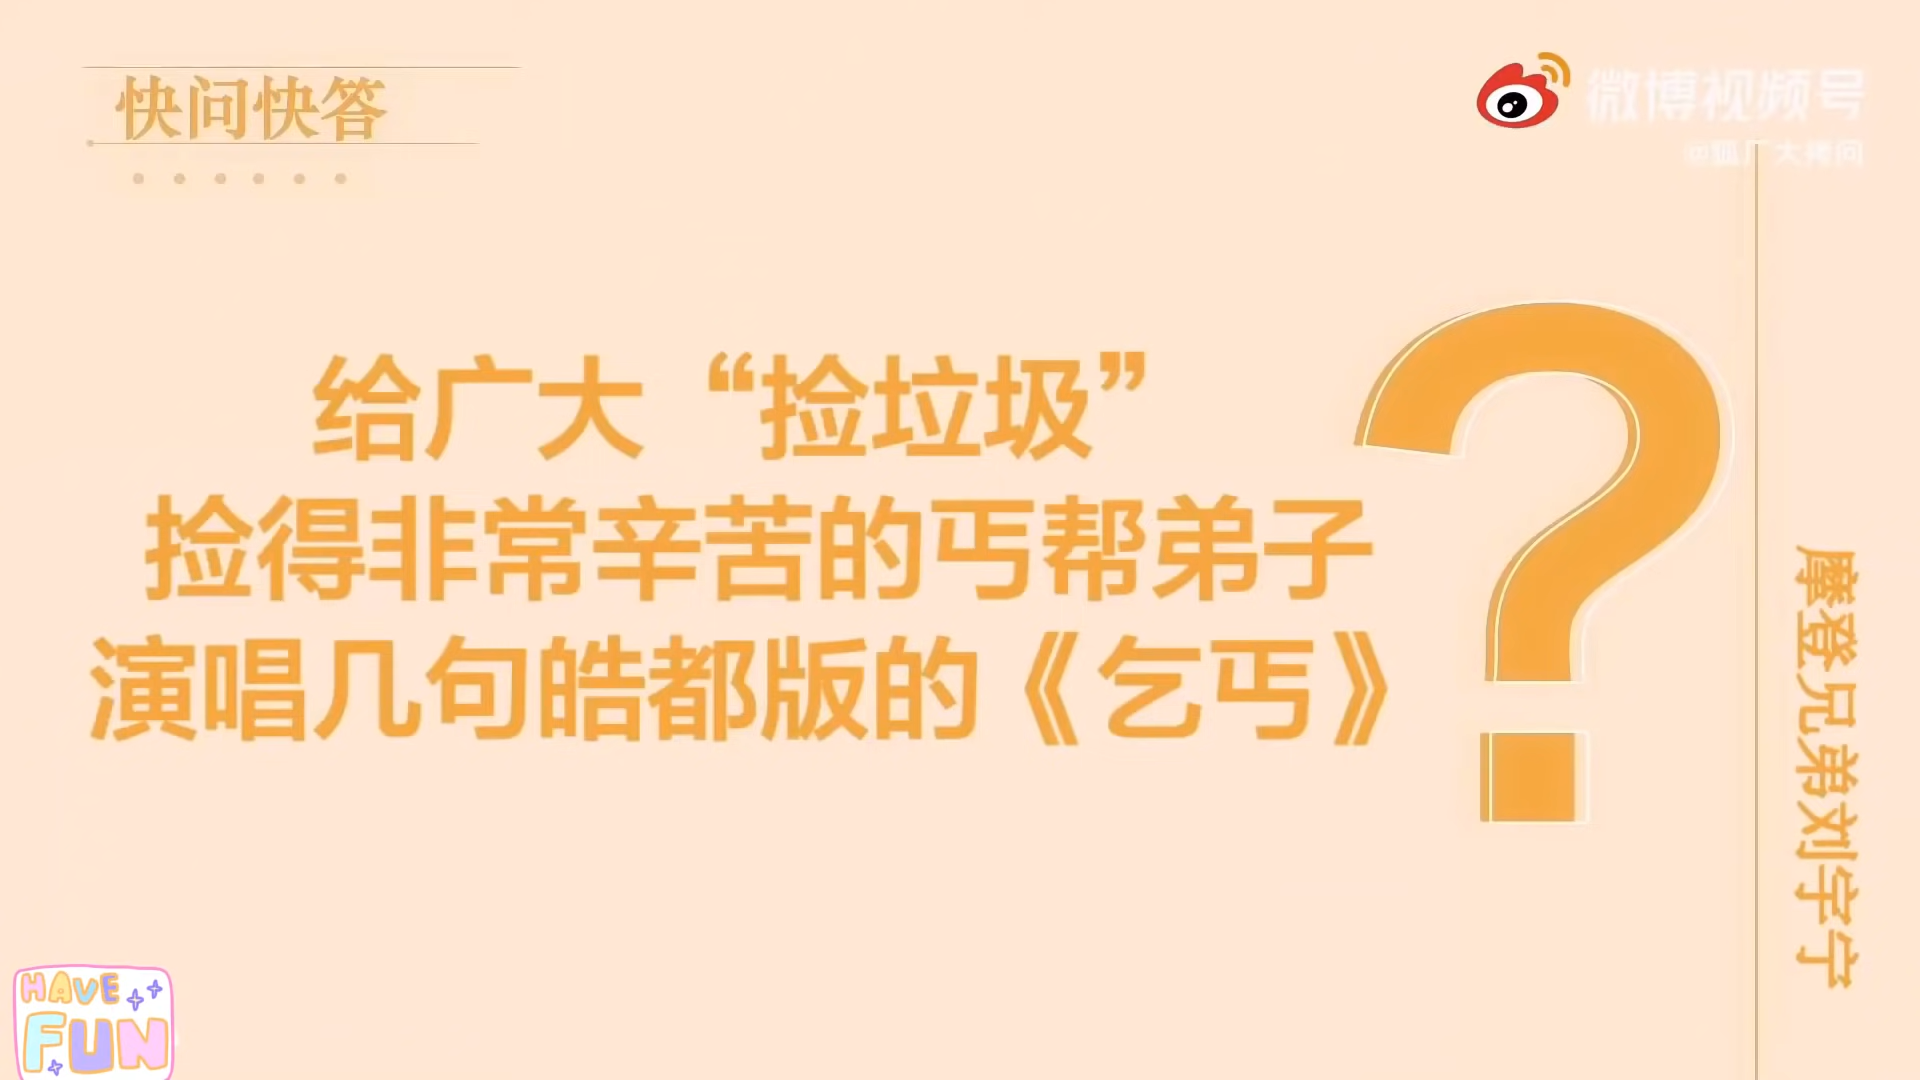 快问快答
微博视频号
给广大“捡垃圾”
捡得非常辛苦的丐帮弟子
演唱几句皓都版的《乞丐》
?
摩登兄弟刘宇宁
HAVE
FUN